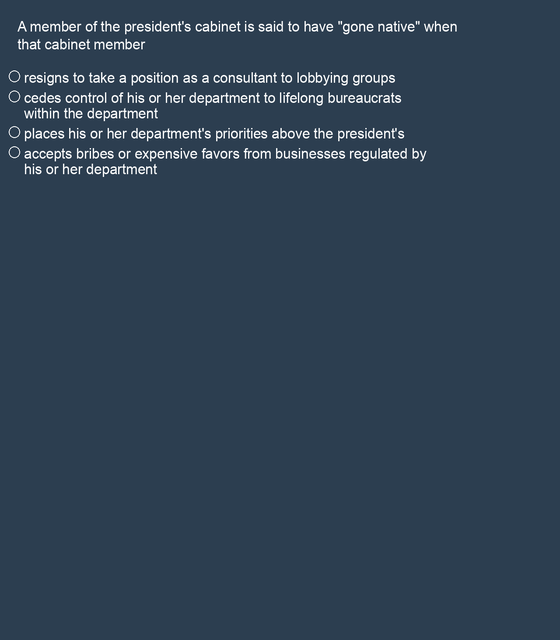 A member of the president's cabinet is said to have "gone native" when
that cabinet member
resigns to take a position as a consultant to lobbying groups
cedes control of his or her department to lifelong bureaucrats
within the department
places his or her department's priorities above the president's
accepts bribes or expensive favors from businesses regulated by
his or her department